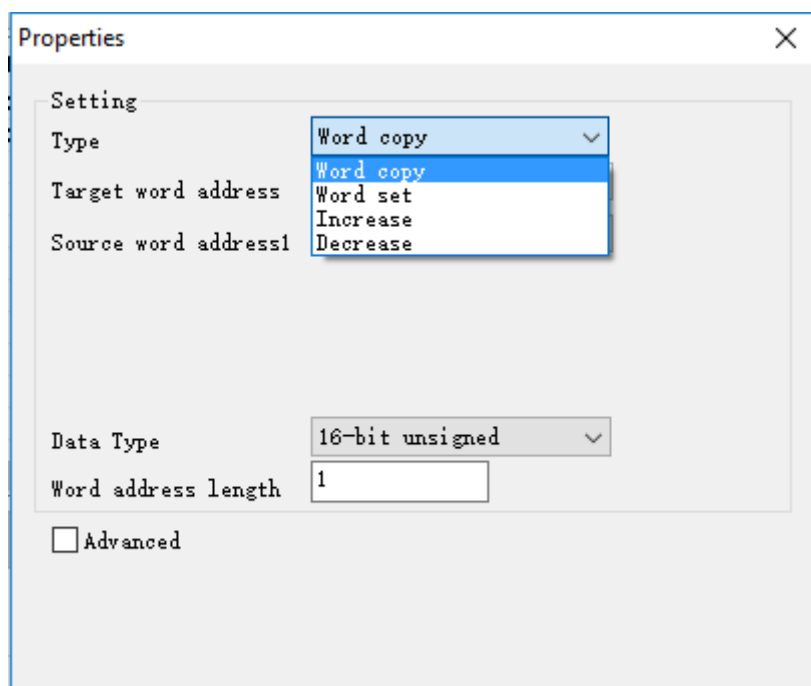 Properties
Setting
Type
Word copy
Word copy
Word set
Target word address
Increase
Source word address1
Decrease
Data Type
16-bit unsigned
Word address length
1
Advanced